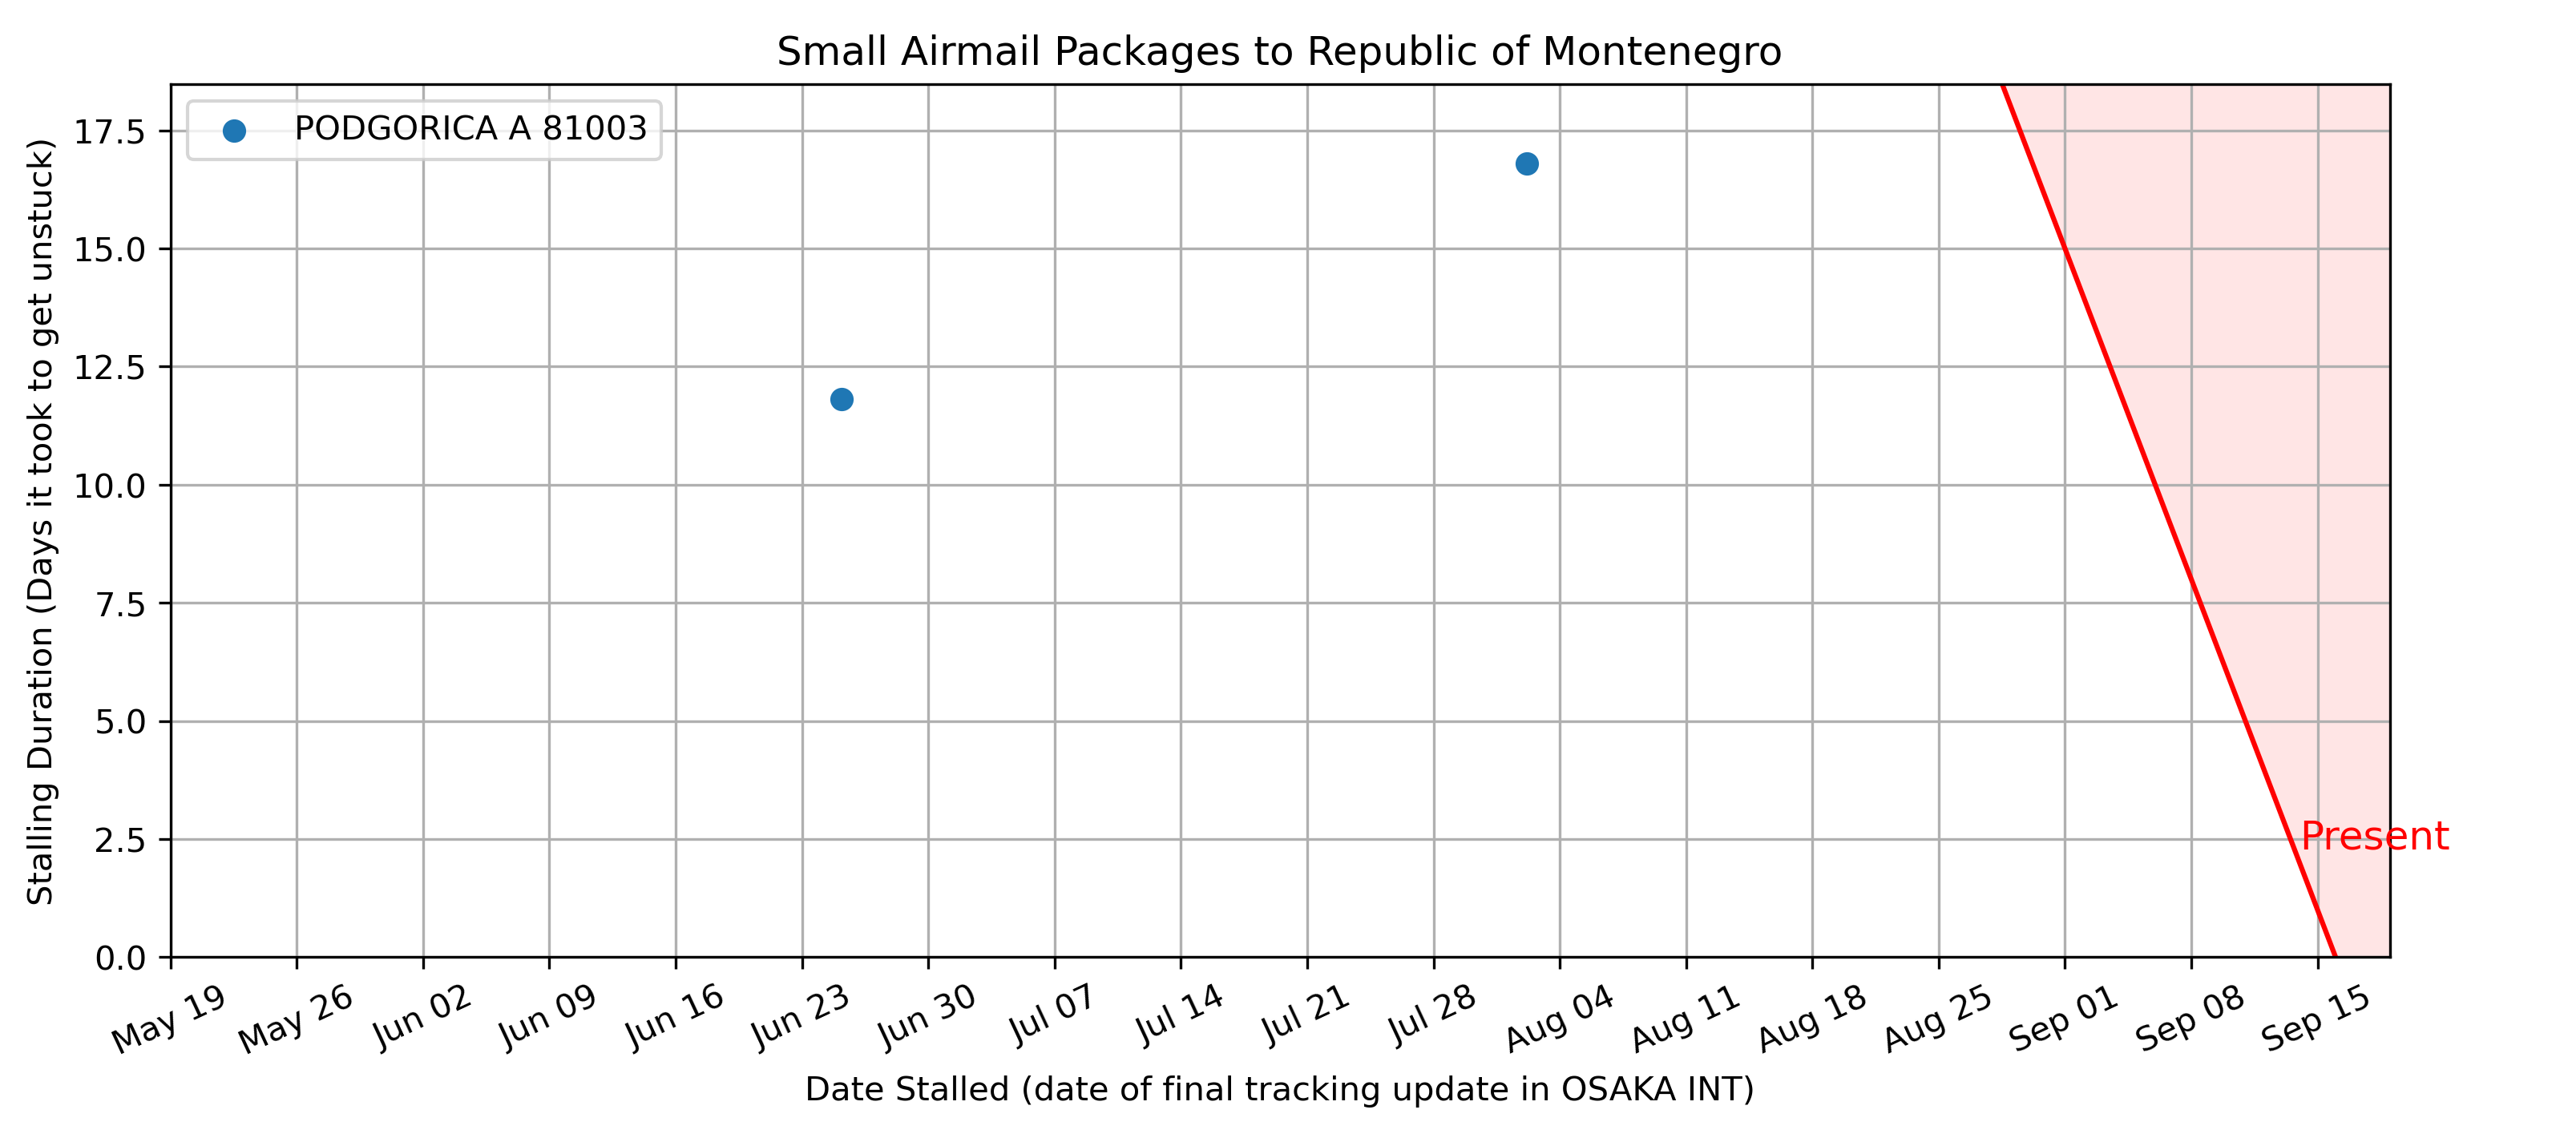 Small Airmail Packages to Republic of Montenegro
PODGORICA A 81003
Stalling Duration (Days it took to get unstuck)
17.5
15.0
12.5
10.0
7.5
5.0
2.5
0.0
Present
May 19
May 26
Jun 02
Jun 09
Jun 16
Jun 23
Jun 30
Jul 07
Jul 14
Jul 21
Jul 28
Aug 04
Aug 11
Aug 18
Aug 25
Sep 01
Sep 08
Sep 15
Date Stalled (date of final tracking update in OSAKA INT)